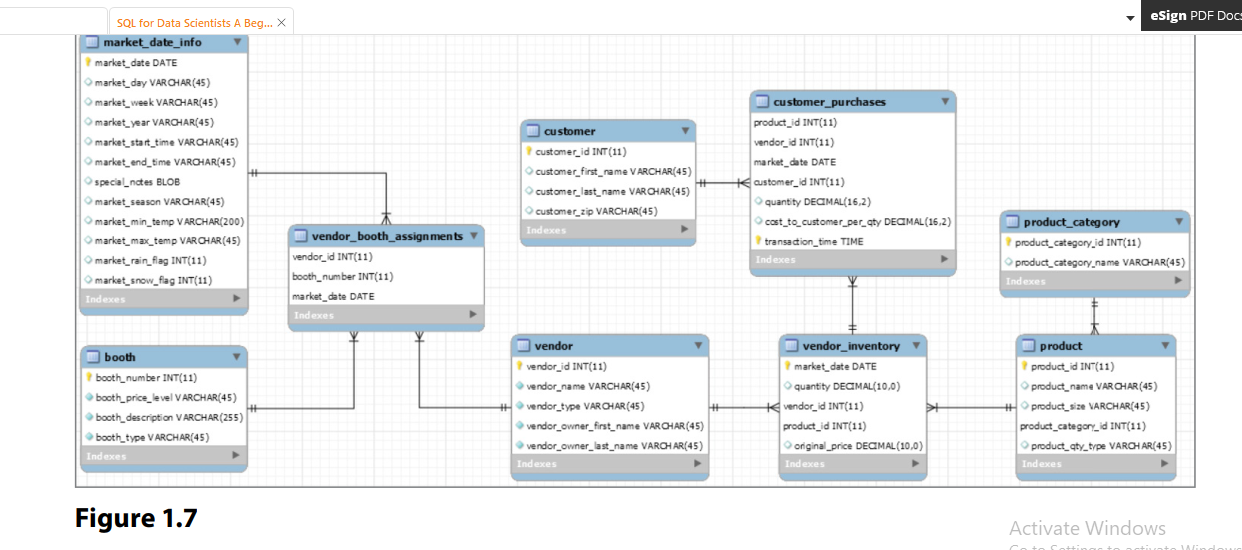 SQL for Data Scientists A Beg... ×
eSign PDF Docs
market_date_info
market_date DATE
market_day VARCHAR(45)
market_week VARCHAR(45)
market_year VARCHAR(45)
market_start_time VARCHAR(45)
market_end_time VARCHAR(45)
special_notes BLOB
market_season VARCHAR(45)
market_min_temp VARCHAR(200)
market_max_temp VARCHAR(45)
market_rain_flag INT(11)
market_snow_flag INT(11)
Indexes
booth
booth_number INT(11)
booth_price_level VARCHAR(45)
booth_description VARCHAR(255)
booth_type VARCHAR(45)
Indexes
vendor_booth_assignments
vendor_id INT(11)
booth_number INT(11)
market_date DATE
Indexes
customer
customer_id INT(11)
customer_first_name VARCHAR(45)
customer_last_name VARCHAR(45)
customer_zip VARCHAR(45)
Indexes
vendor
vendor_id INT(11)
vendor_name VARCHAR(45)
vendor_type VARCHAR(45)
vendor_owner_first_name VARCHAR(45)
vendor_owner_last_name VARCHAR(45)
Indexes
customer_purchases
product_id INT(11)
vendor_id INT(11)
market_date DATE
customer_id INT(11)
quantity DECIMAL(16,2)
cost_to_customer_per_qty DECIMAL(16,2)
transaction_time TIME
Indexes
vendor_inventory
market_date DATE
quantity DECIMAL(10,0)
vendor_id INT(11)
product_id INT(11)
original_price DECIMAL(10,0)
Indexes
product_category
product_category_id INT(11)
product_category_name VARCHAR(45)
Indexes
product
product_id INT(11)
product_name VARCHAR(45)
product_size VARCHAR(45)
product_category_id INT(11)
product_qty_type VARCHAR(45)
Indexes
Figure 1.7
Activate Windows
Go to Settings to activate Windows